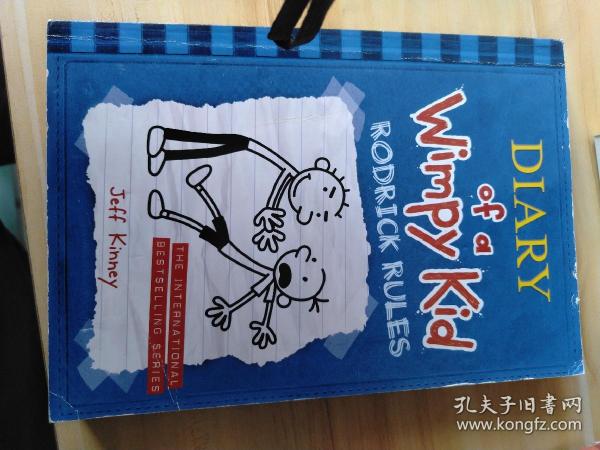 DIARY
of a
Wimpy Kid
RODRICK RULES
THE INTERNATIONAL
BESTSELLING SERIES
Jeff Kinney
孔夫子旧书网
www.kongfz.com